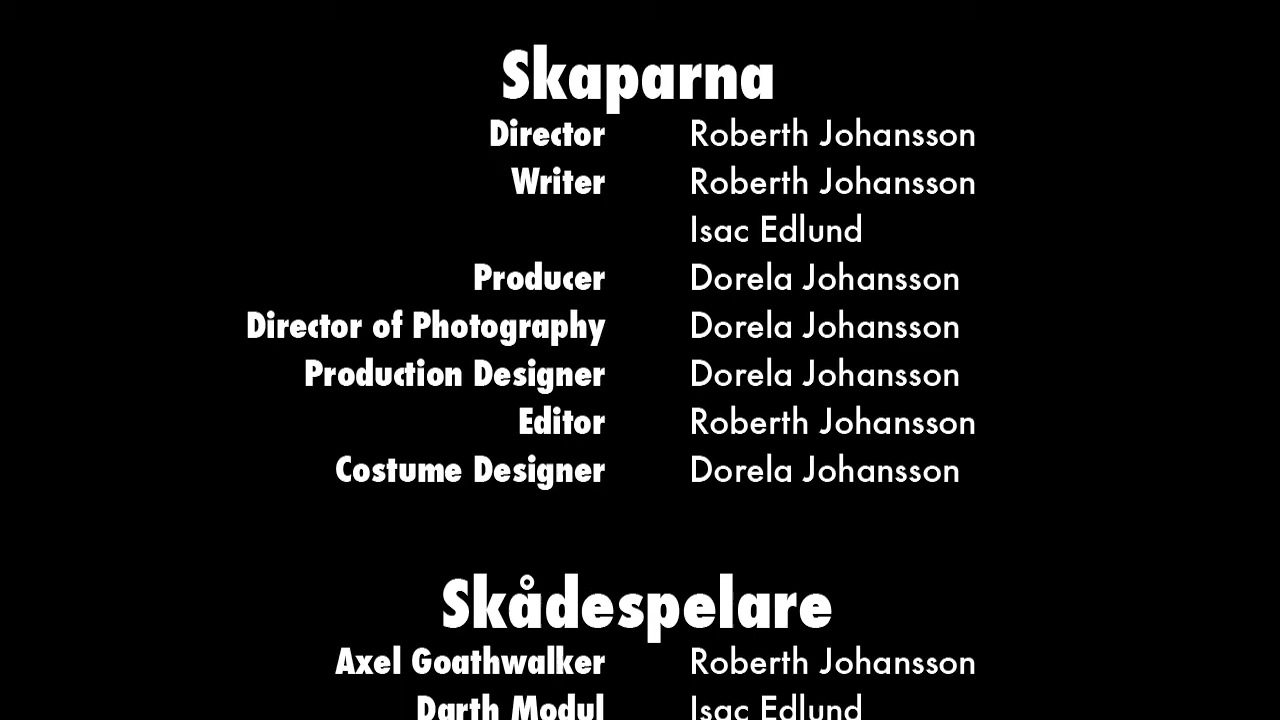 Skaparna
Director Roberth Johansson
Writer Roberth Johansson
Isac Edlund
Producer Dorela Johansson
Director of Photography Dorela Johansson
Production Designer Dorela Johansson
Editor Roberth Johansson
Costume Designer Dorela Johansson
Skådespelare
Axel Goathwalker Roberth Johansson
Darth Modul Isac Edlund